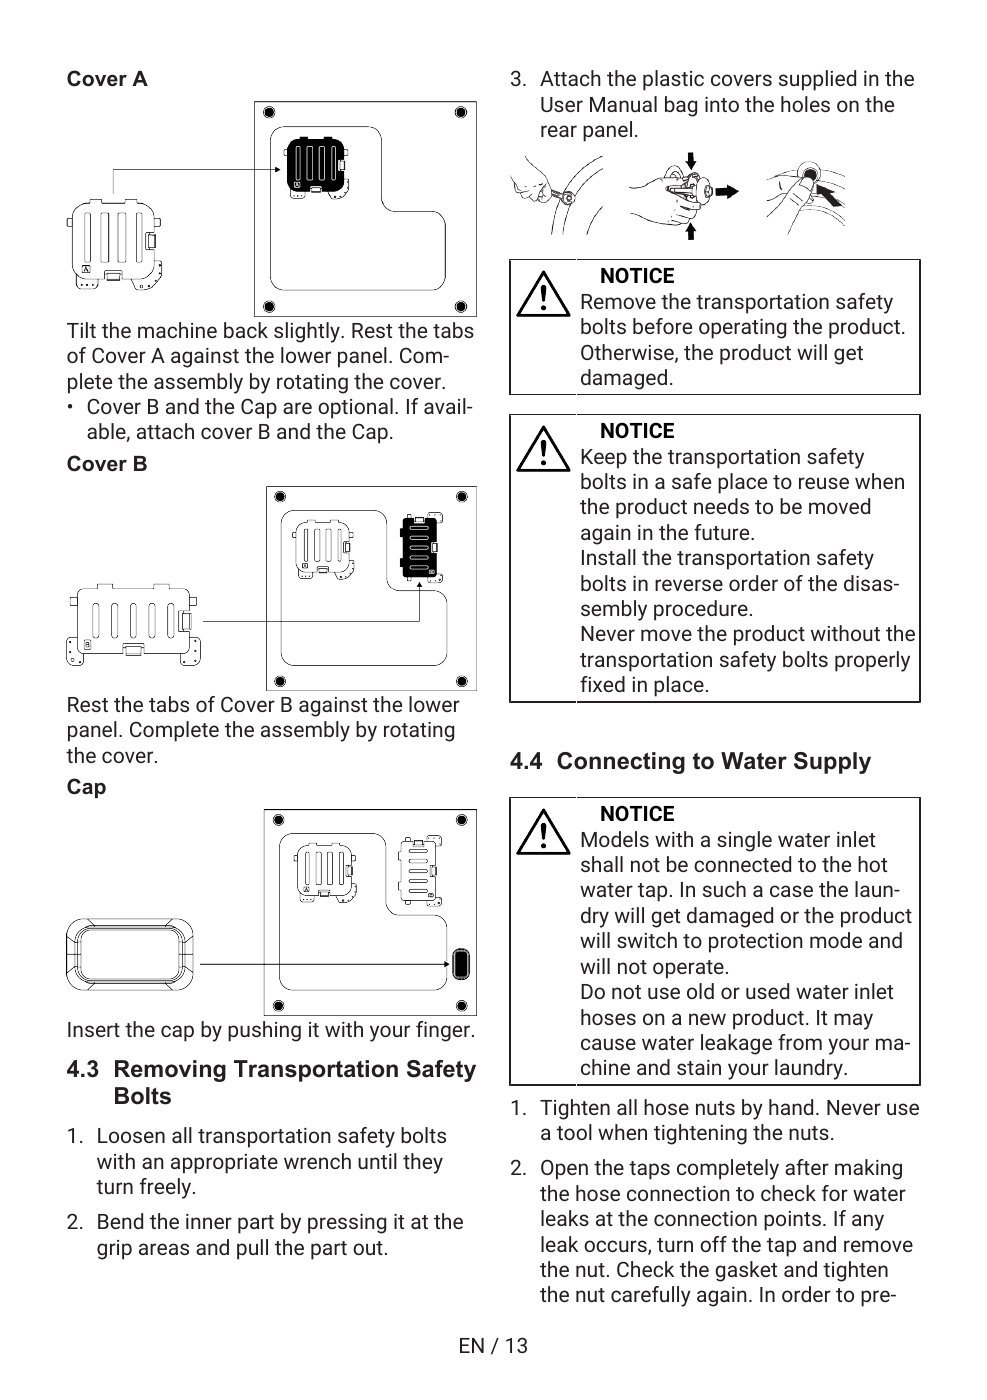 Cover A
A
A
Tilt the machine back slightly. Rest the tabs
of Cover A against the lower panel. Com-
plete the assembly by rotating the cover.
• Cover B and the Cap are optional. If avail-
able, attach cover B and the Cap.
Cover B
A
B
B
Rest the tabs of Cover B against the lower
panel. Complete the assembly by rotating
the cover.
Cap
A
B
Insert the cap by pushing it with your finger.
4.3 Removing Transportation Safety
Bolts
1. Loosen all transportation safety bolts
with an appropriate wrench until they
turn freely.
2. Bend the inner part by pressing it at the
grip areas and pull the part out.
3. Attach the plastic covers supplied in the
User Manual bag into the holes on the
rear panel.
NOTICE
Remove the transportation safety
bolts before operating the product.
Otherwise, the product will get
damaged.
NOTICE
Keep the transportation safety
bolts in a safe place to reuse when
the product needs to be moved
again in the future.
Install the transportation safety
bolts in reverse order of the disas-
sembly procedure.
Never move the product without the
transportation safety bolts properly
fixed in place.
4.4 Connecting to Water Supply
NOTICE
Models with a single water inlet
shall not be connected to the hot
water tap. In such a case the laun-
dry will get damaged or the product
will switch to protection mode and
will not operate.
Do not use old or used water inlet
hoses on a new product. It may
cause water leakage from your ma-
chine and stain your laundry.
1. Tighten all hose nuts by hand. Never use
a tool when tightening the nuts.
2. Open the taps completely after making
the hose connection to check for water
leaks at the connection points. If any
leak occurs, turn off the tap and remove
the nut. Check the gasket and tighten
the nut carefully again. In order to pre-
EN / 13